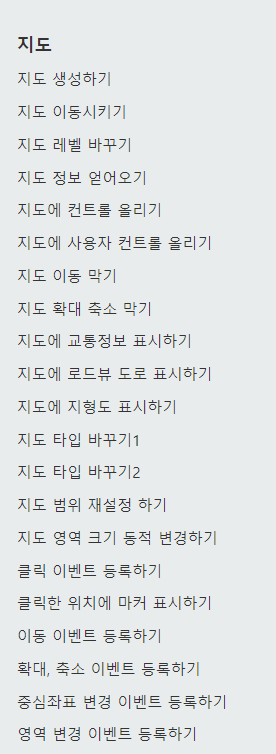 지도
지도 생성하기
지도 이동시키기
지도 레벨 바꾸기
지도 정보 얻어오기
지도에 컨트롤 올리기
지도에 사용자 컨트롤 올리기
지도 이동 막기
지도 확대 축소 막기
지도에 교통정보 표시하기
지도에 로드뷰 도로 표시하기
지도에 지형도 표시하기
지도 타입 바꾸기1
지도 타입 바꾸기2
지도 범위 재설정 하기
지도 영역 크기 동적 변경하기
클릭 이벤트 등록하기
클릭한 위치에 마커 표시하기
이동 이벤트 등록하기
확대, 축소 이벤트 등록하기
중심좌표 변경 이벤트 등록하기
영역 변경 이벤트 등록하기